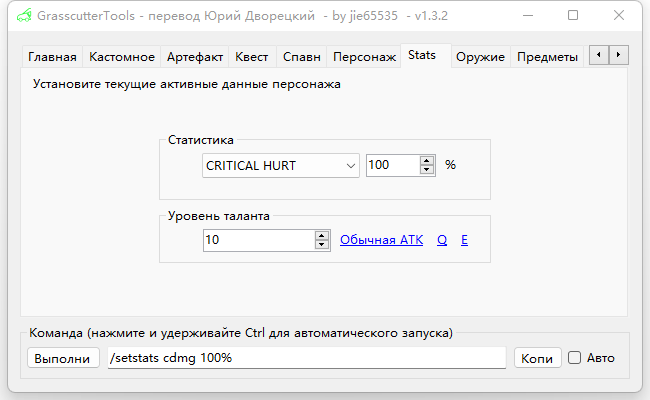 GrasscutterTools - перевод Юрий Дворецкий - by jie65535 - v1.3.2
Главная Кастомное Артефакт Квест Спавн Персонаж Stats Оружие Предметы
Установите текущие активные данные персонажа
Статистика
CRITICAL HURT 100 %
Уровень таланта
10 Обычная АТК Q E
Команда (нажмите и удерживайте Ctrl для автоматического запуска)
Выполни /setstats cdmg 100% Копи Авто